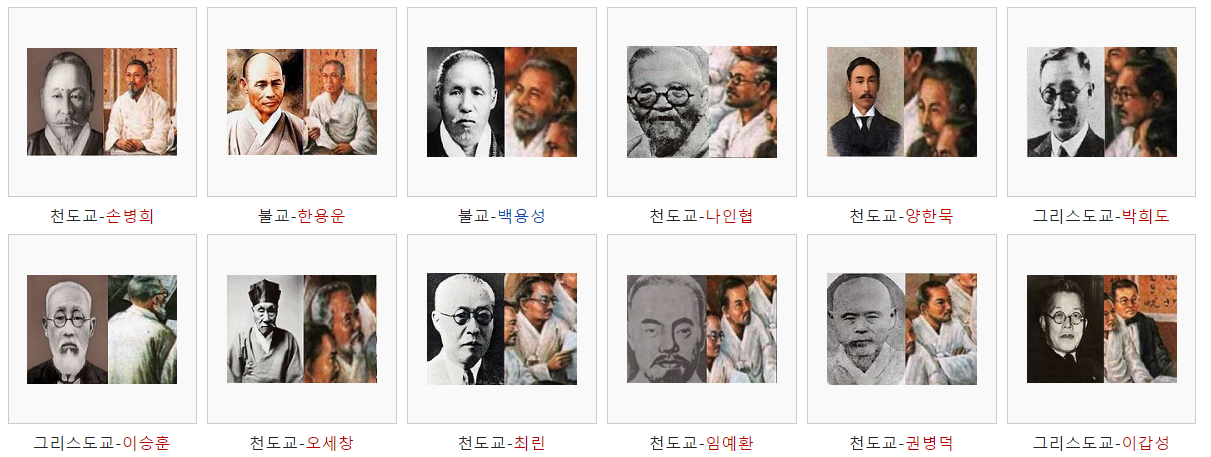 천도교-손병희
불교-한용운
불교-백용성
천도교-나인협
천도교-양한묵
그리스도교-박희도
그리스도교-이승훈
천도교-오세창
천도교-최린
천도교-임예환
천도교-권병덕
그리스도교-이갑성